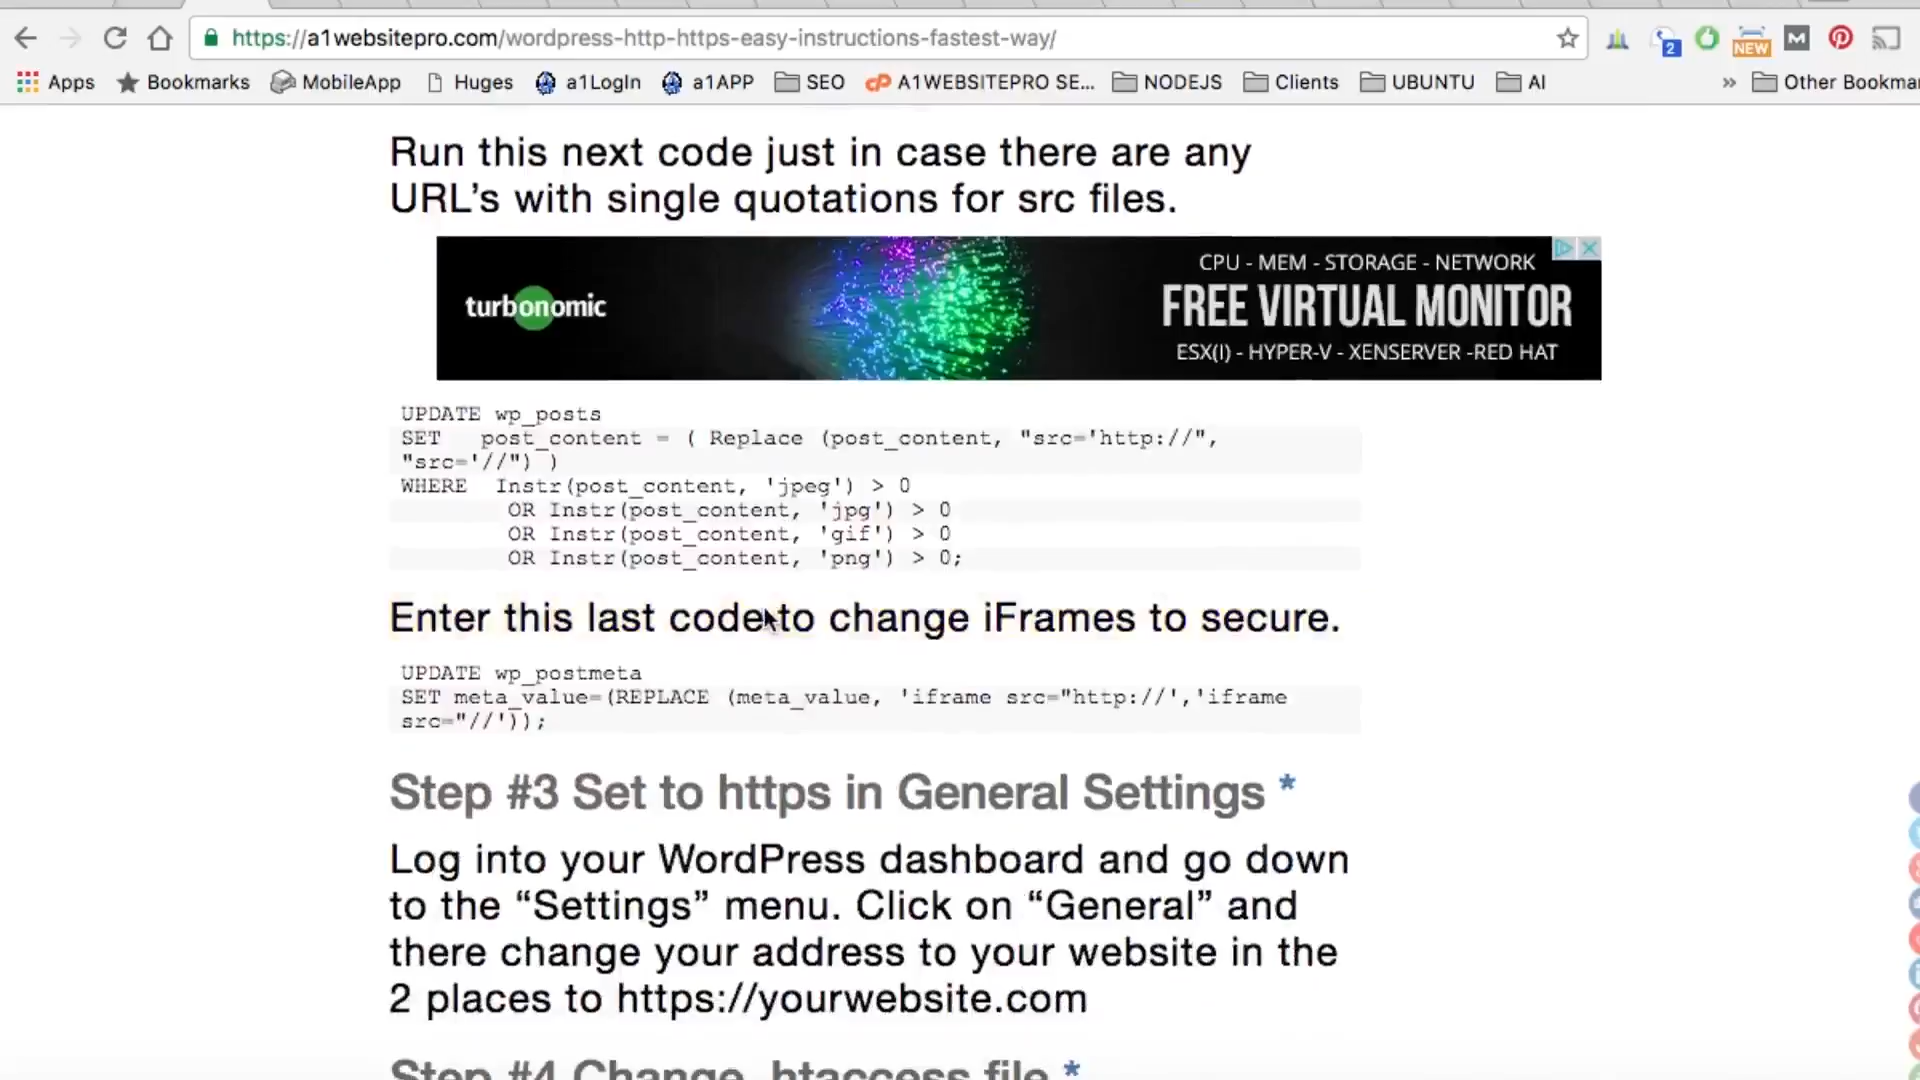 https://a1websitepro.com/wordpress-http-https-easy-instructions-fastest-way/
2
NEW
M
Apps
Bookmarks
MobileApp
Huges
a1LogIn
a1APP
SEO
A1WEBSITEPRO SE...
NODEJS
Clients
UBUNTU
AI
»
Other Bookma
Run this next code just in case there are any
URL’s with single quotations for src files.
turbonomic
CPU - MEM - STORAGE - NETWORK
FREE VIRTUAL MONITOR
ESX(I) - HYPER-V - XENSERVER -RED HAT
UPDATE wp_posts
SET   post_content = ( Replace (post_content, "src='http://",
"src='//") )
WHERE  Instr(post_content, 'jpeg') > 0
OR Instr(post_content, 'jpg') > 0
OR Instr(post_content, 'gif') > 0
OR Instr(post_content, 'png') > 0;
Enter this last code to change iFrames to secure.
UPDATE wp_postmeta
SET meta_value=(REPLACE (meta_value, 'iframe src="http://','iframe
src="//'));
Step #3 Set to https in General Settings *
Log into your WordPress dashboard and go down
to the “Settings” menu. Click on “General” and
there change your address to your website in the
2 places to https://yourwebsite.com
Step #4 Change .htaccess file *